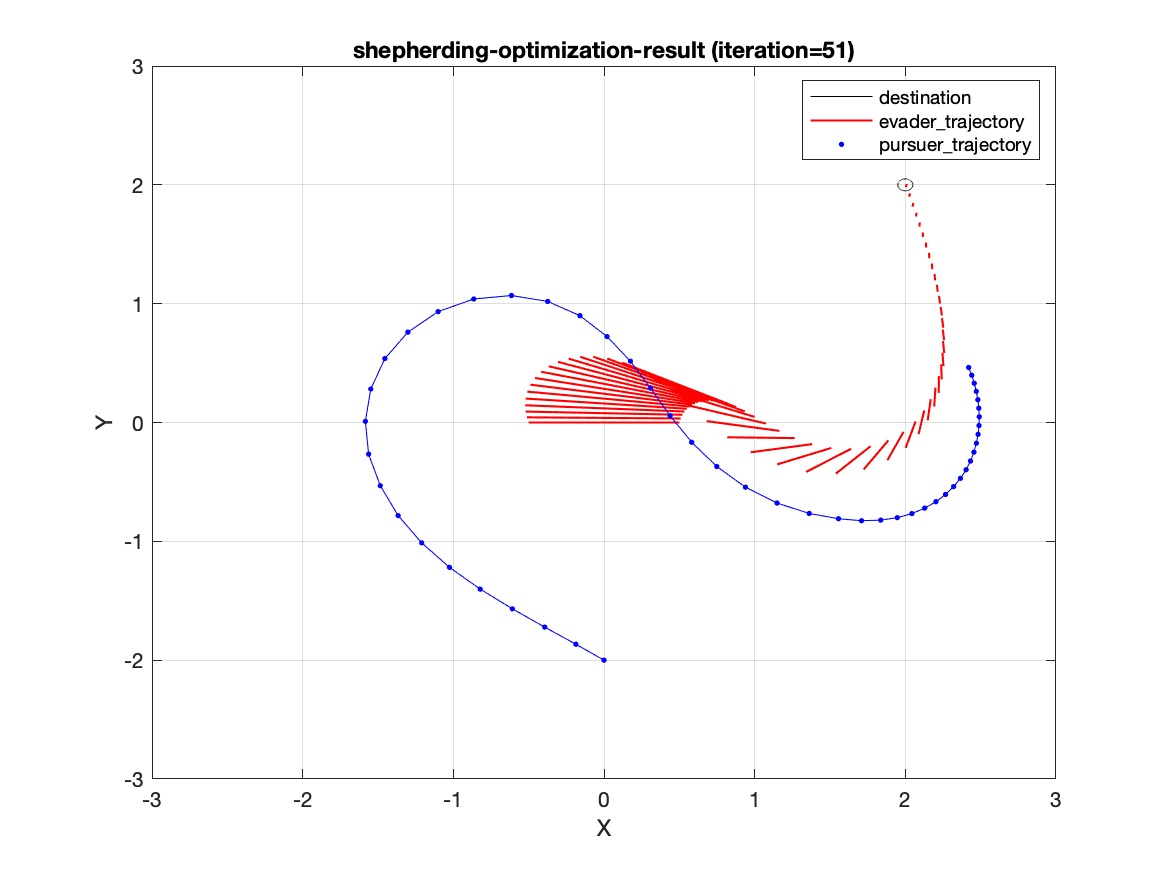 shepherding-optimization-result (iteration=51)
destination
evader_trajectory
pursuer_trajectory
3
2
1
0
-1
-2
-3
Y
-3
-2
-1
0
1
2
3
X